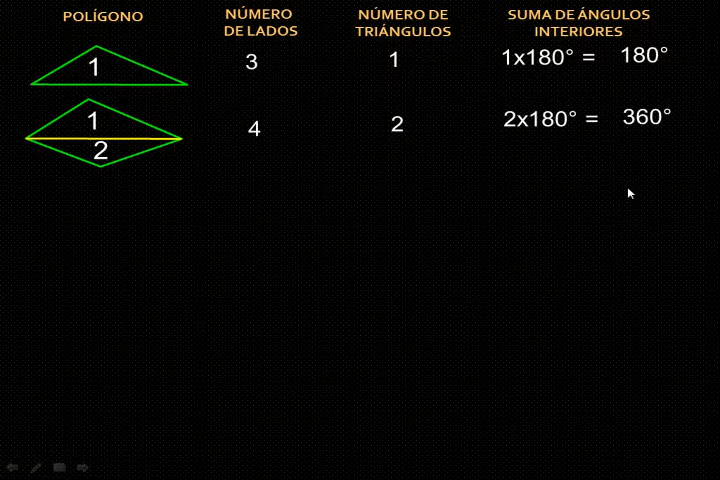 POLÍGONO
NÚMERO
DE LADOS
NÚMERO DE
TRIÁNGULOS
SUMA DE ÁNGULOS
INTERIORES
1
3
1
1x180° = 180°
1
2
4
2
2x180° = 360°